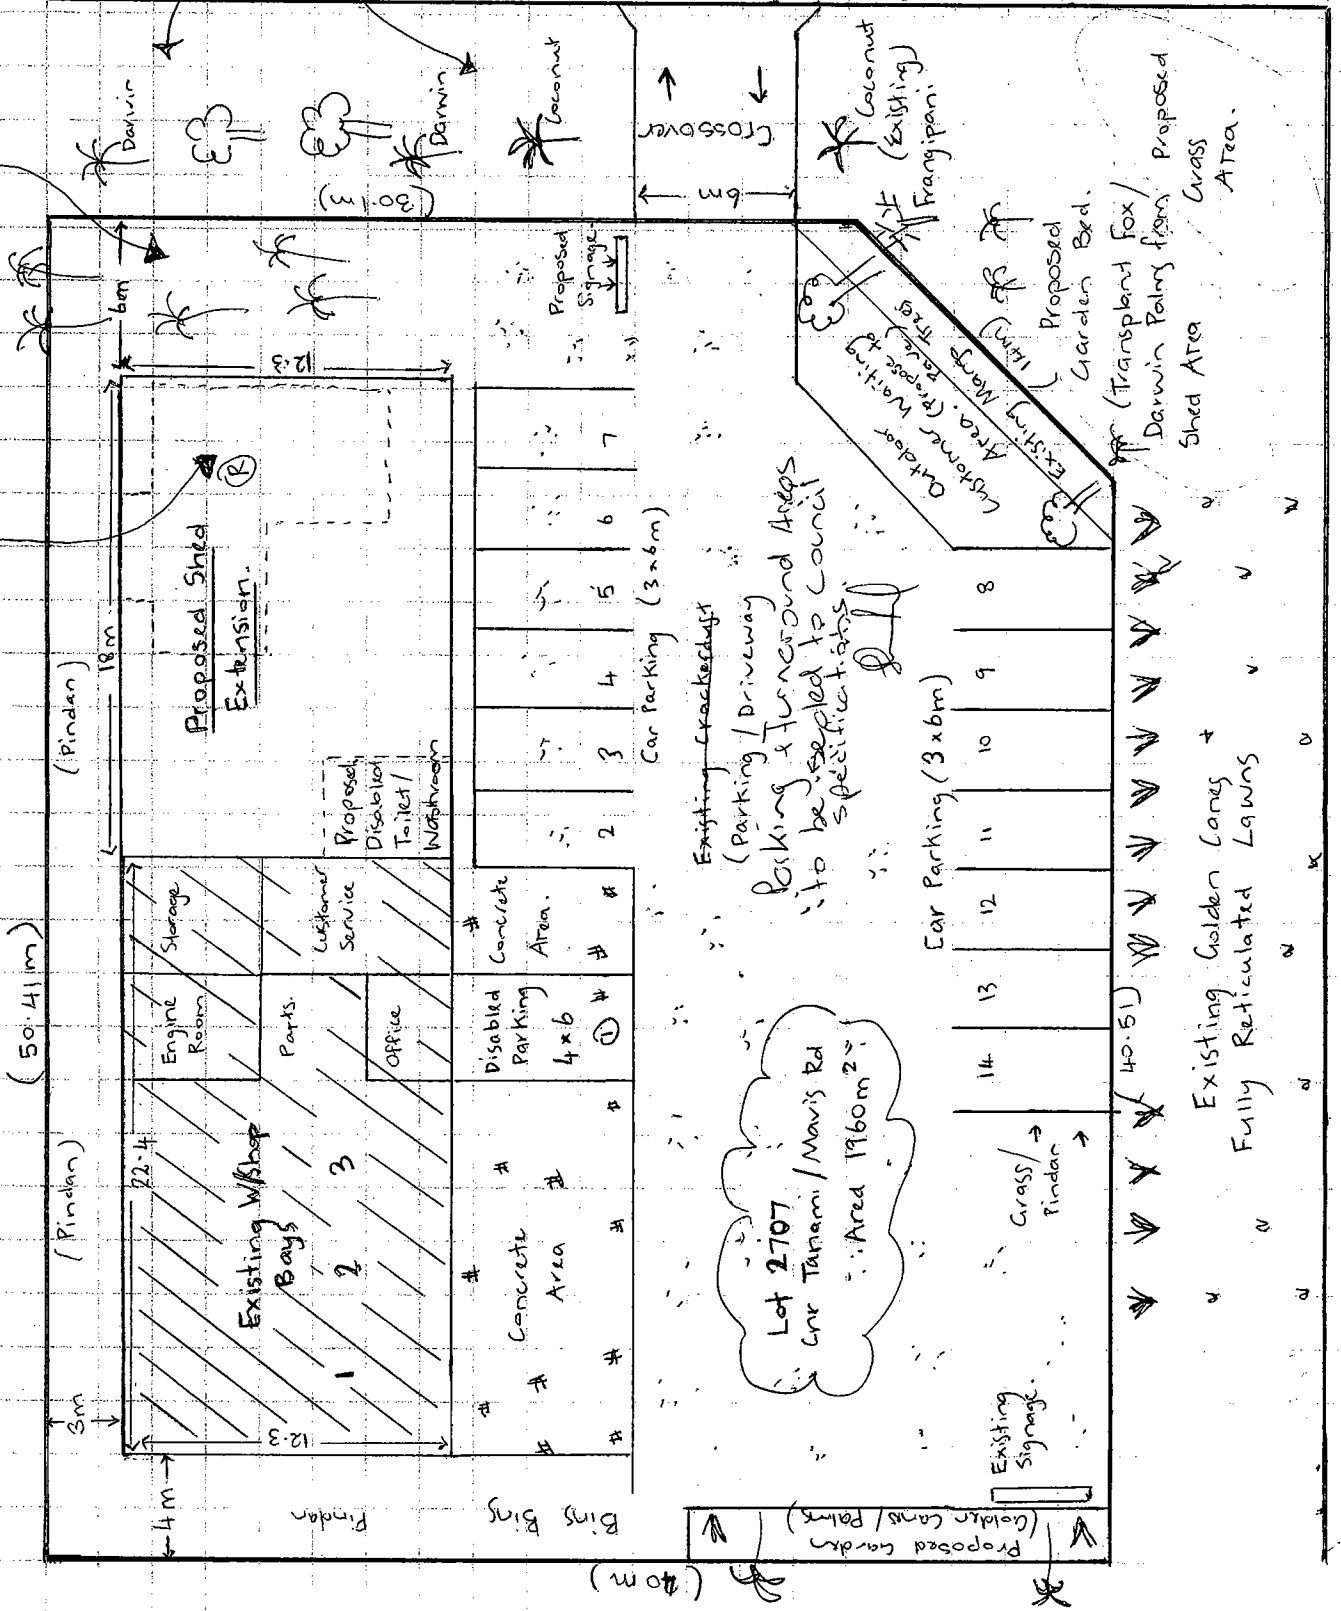 (50.41m)
(Pindan)
(Pindan)
3m
18m
6m
22.4
12.3
12.3
4m
Proposed Shed
Extension.
R
Proposed
Disabled
Toilet/
Washroom
Storage
Customer
Service
Engine
Room
Parts.
Office
Existing W/Shop
Bays
1
2
3
Concrete
Area.
Disabled
Parking
4x6
1
Concrete
Area
Pindan
Bins Bins
(40m)
Proposed Garden
(Golden Canes/Palms)
Existing
Signage.
2
3
4
5
6
7
Car Parking (3x6m)
Proposed
Signage.
(30.1m)
Darwin
Darwin
Coconut
Crossover
6m
Coconut
(Existing)
Frangipani
Existing Crackerdust
(Parking/Driveway
Parking & Turnaround Areas
to be sealed to Council
specifications.
Outdoor
Customer Waiting
Area. (Propose to
Pave)
Existing Mango Trees
(14m)
Proposed
Garden Bed.
(Transplant Fox/
Darwin Palms from Proposed
Shed Area
Grass
Area.
Car Parking (3x6m)
8
9
10
11
12
13
14
Lot 2707
Cnr Tanami/Mavis Rd
Area 1960m2
Grass/
Pindan
(40.51)
Existing Golden Canes +
Fully Reticulated Lawns